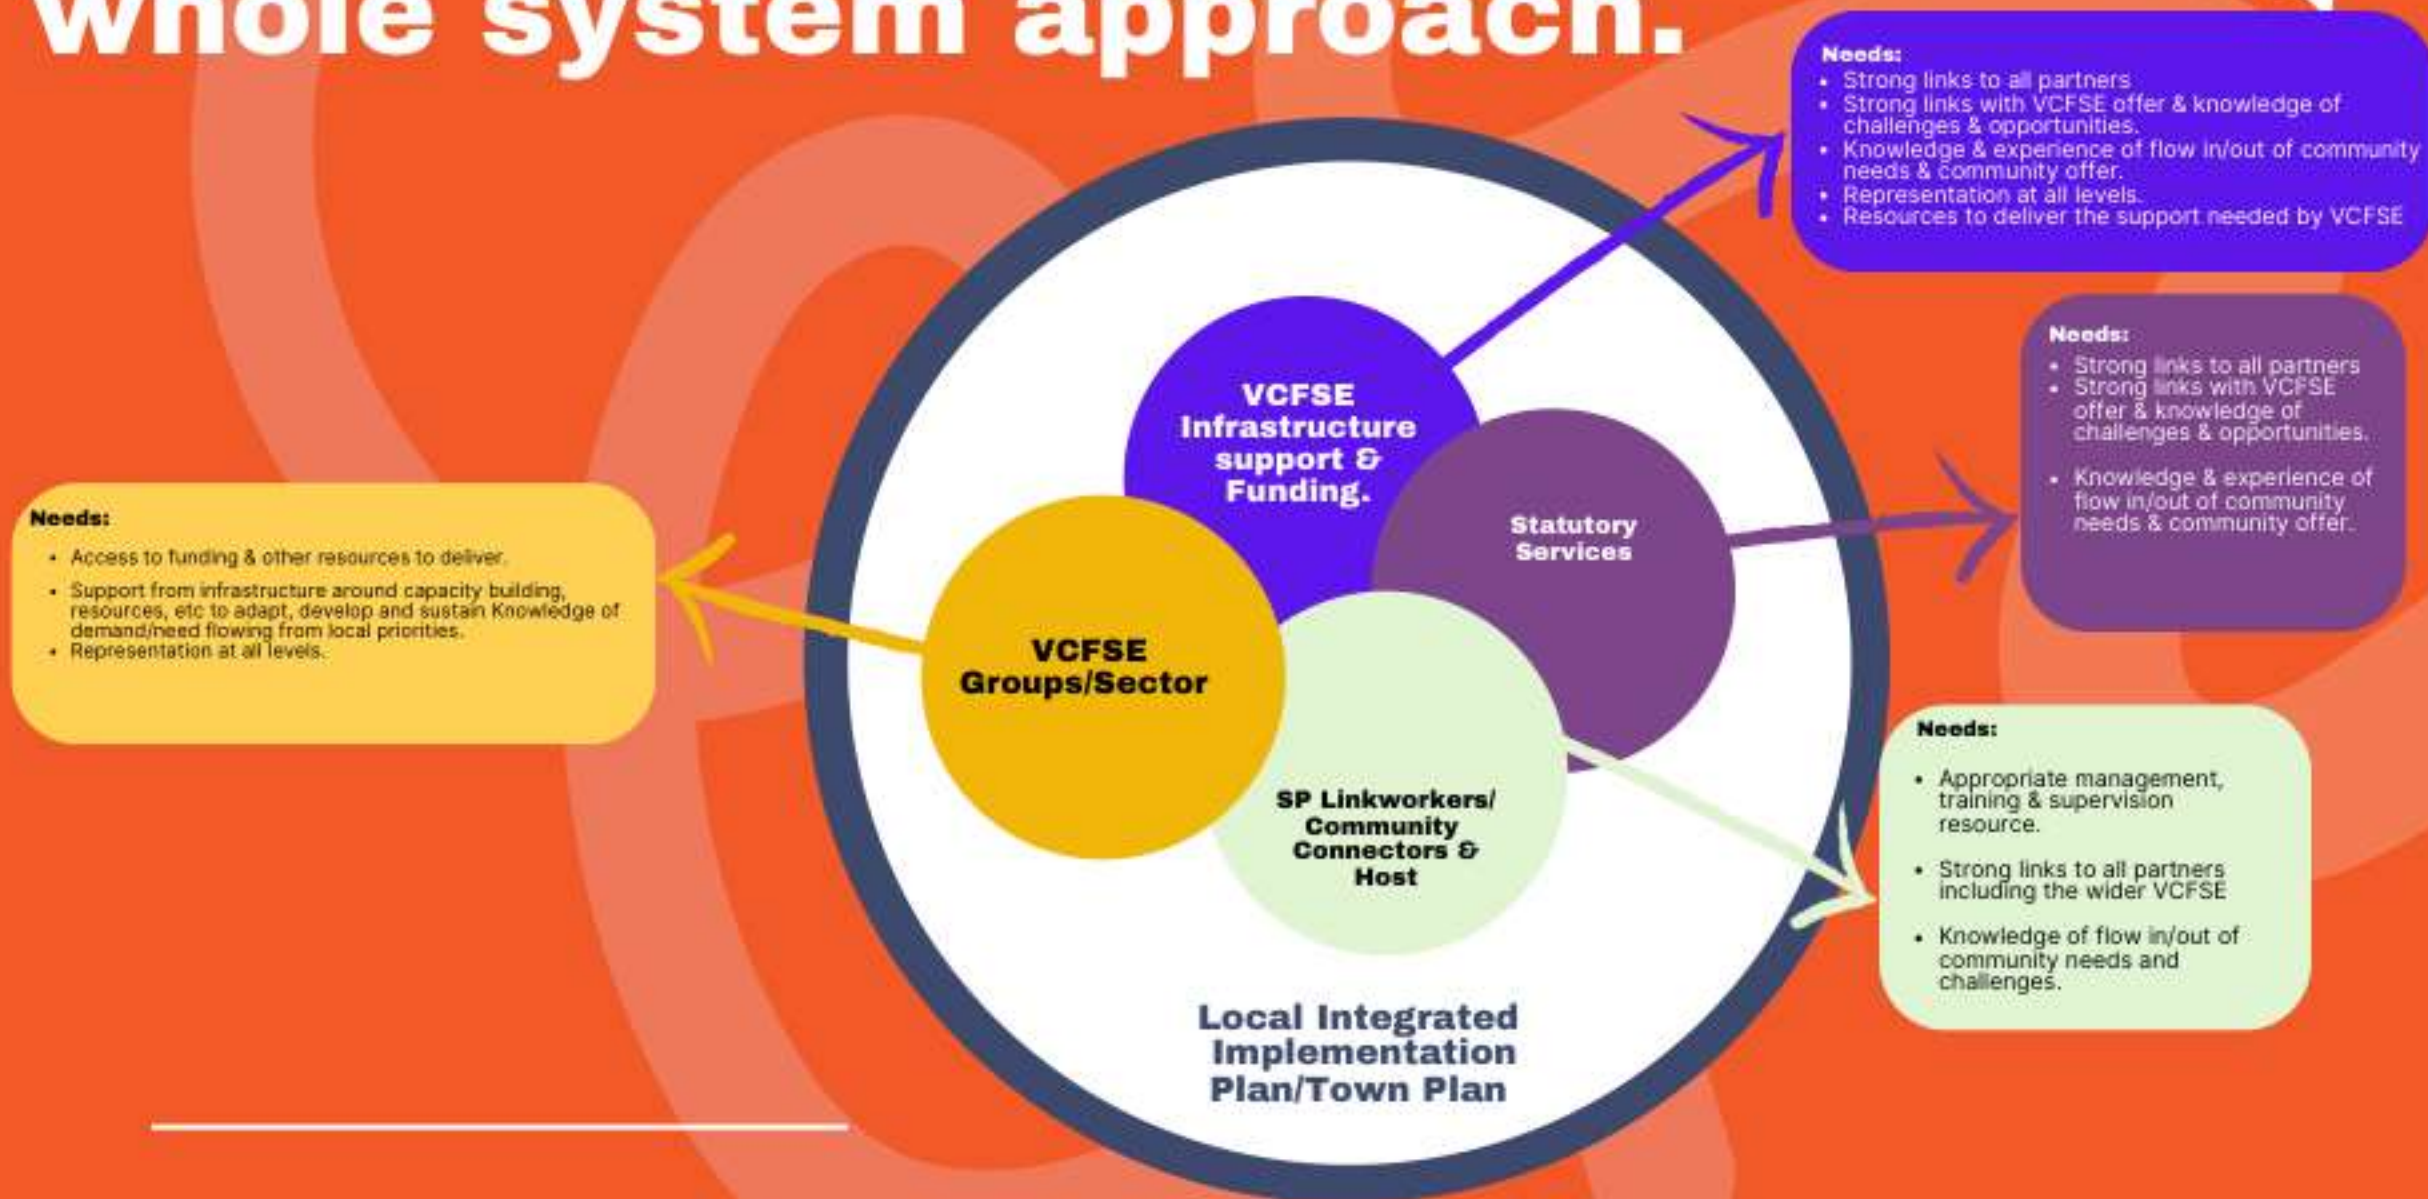 whole system approach.
Needs:
• Strong links to all partners
• Strong links with VCFSE offer & knowledge of
challenges & opportunities.
• Knowledge & experience of flow in/out of community
needs & community offer.
• Representation at all levels.
• Resources to deliver the support needed by VCFSE
Needs:
• Strong links to all partners
• Strong links with VCFSE
offer & knowledge of
challenges & opportunities.
• Knowledge & experience of
flow in/out of community
needs & community offer.
VCFSE
Infrastructure
support &
Funding.
Statutory
Services
Needs:
• Access to funding & other resources to deliver.
• Support from infrastructure around capacity building,
resources, etc to adapt, develop and sustain Knowledge of
demand/need flowing from local priorities.
• Representation at all levels.
VCFSE
Groups/Sector
SP Linkworkers/
Community
Connectors &
Host
Needs:
• Appropriate management,
training & supervision
resource.
• Strong links to all partners
including the wider VCFSE
• Knowledge of flow in/out of
community needs and
challenges.
Local Integrated
Implementation
Plan/Town Plan